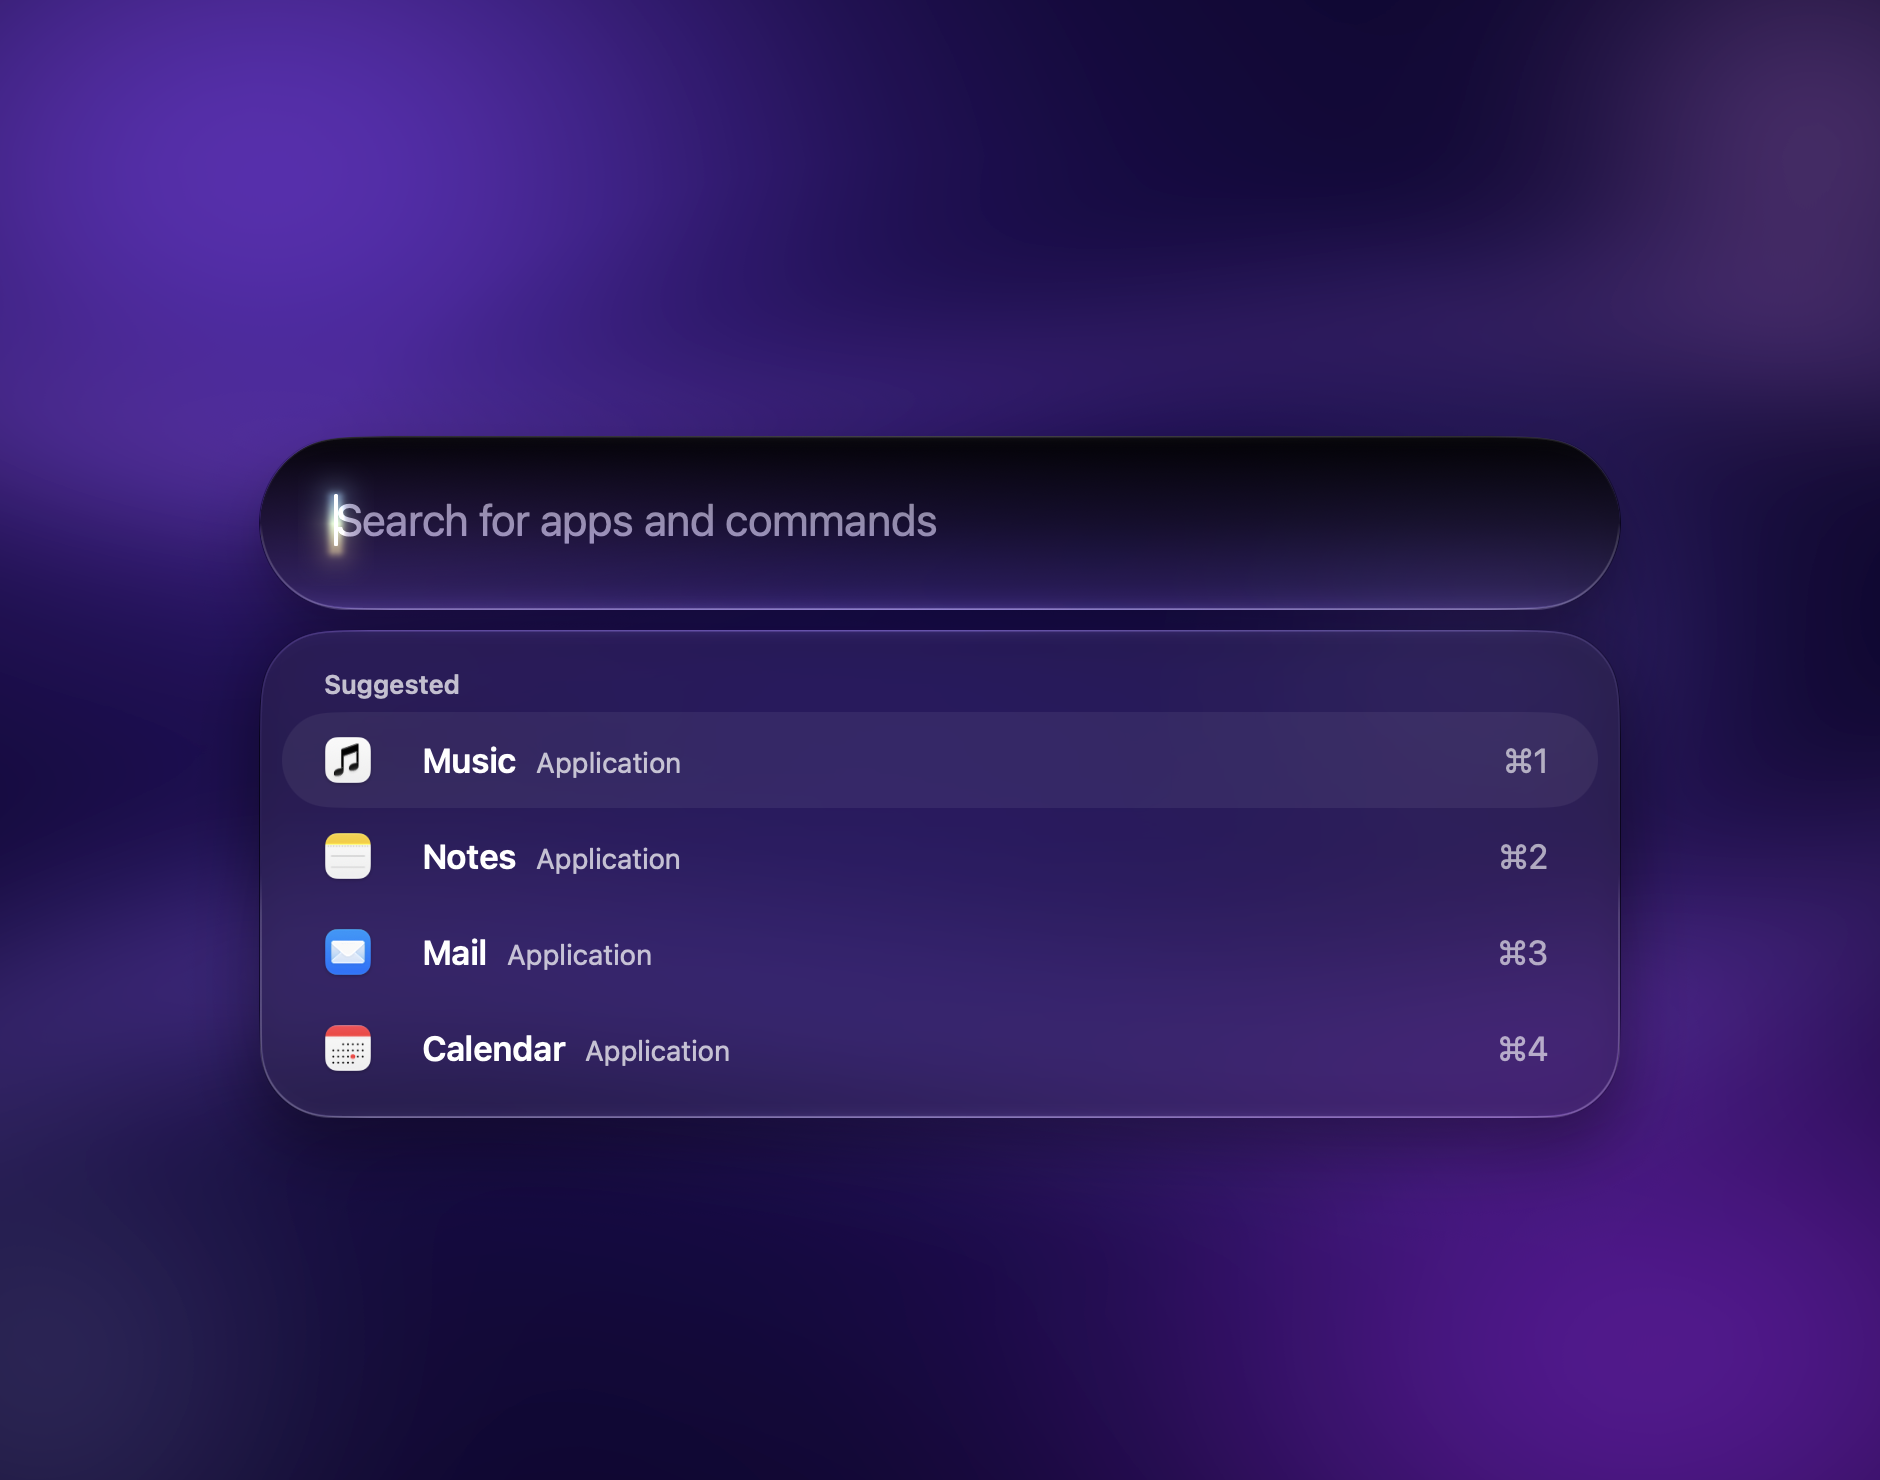 Search for apps and commands
Suggested
Music Application ⌘1
Notes Application ⌘2
Mail Application ⌘3
Calendar Application ⌘4